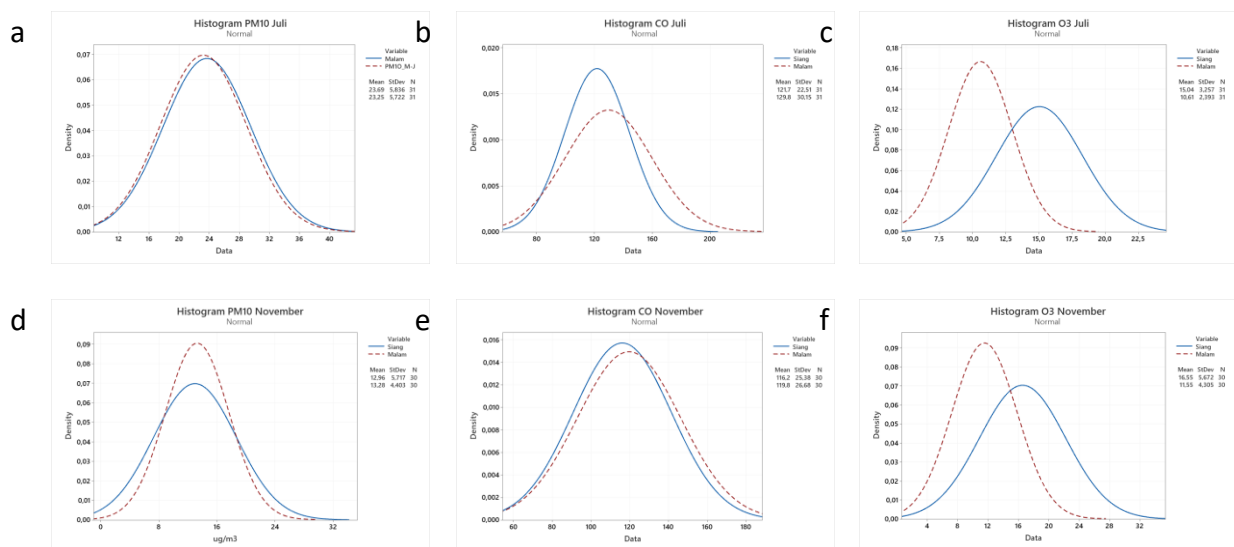 a
Histogram PM10 Juli
Normal
Variable
Malam
PM10_M-J
Mean StDev N
23,69 5,836 31
23,25 5,722 31
0,07
0,06
0,05
0,04
0,03
0,02
0,01
0,00
Density
12 16 20 24 28 32 36 40
Data
b
Histogram CO Juli
Normal
Variable
Siang
Malam
Mean StDev N
121,7 22,51 31
129,8 30,15 31
0,020
0,015
0,010
0,005
0,000
Density
80 120 160 200
Data
c
Histogram O3 Juli
Normal
Variable
Siang
Malam
Mean StDev N
15,04 3,257 31
10,61 2,393 31
0,18
0,16
0,14
0,12
0,10
0,08
0,06
0,04
0,02
0,00
Density
5,0 7,5 10,0 12,5 15,0 17,5 20,0 22,5
Data
d
Histogram PM10 November
Normal
Variable
Siang
Malam
Mean StDev N
12,96 5,717 30
13,28 4,403 30
0,09
0,08
0,07
0,06
0,05
0,04
0,03
0,02
0,01
0,00
Density
0 8 16 24 32
ug/m3
e
Histogram CO November
Normal
Variable
Siang
Malam
Mean StDev N
116,2 25,38 30
119,8 26,68 30
0,016
0,014
0,012
0,010
0,008
0,006
0,004
0,002
0,000
Density
60 80 100 120 140 160 180
Data
f
Histogram O3 November
Normal
Variable
Siang
Malam
Mean StDev N
16,55 5,672 30
11,55 4,305 30
0,09
0,08
0,07
0,06
0,05
0,04
0,03
0,02
0,01
0,00
Density
4 8 12 16 20 24 28 32
Data